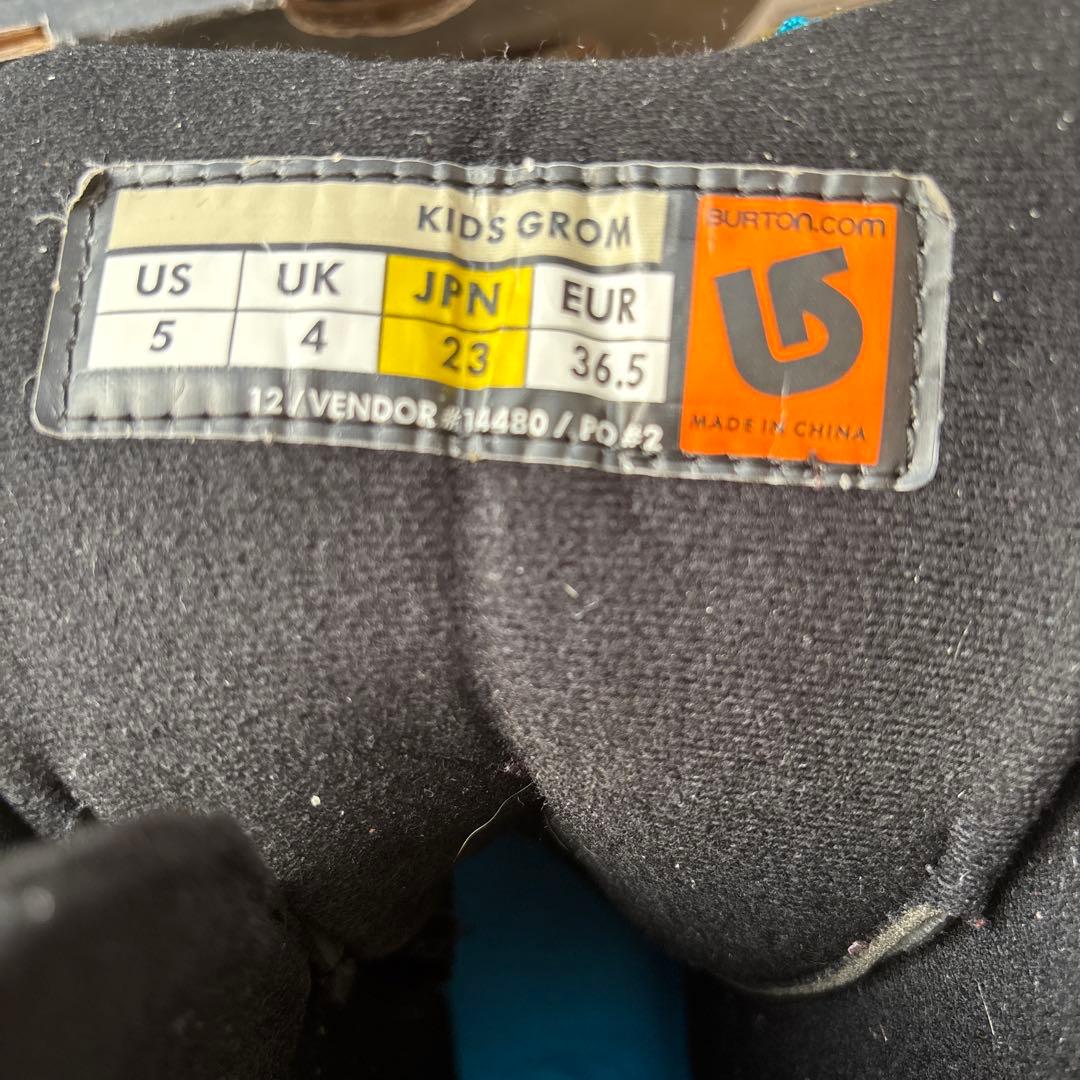 KIDS GROM
US UK JPN EUR
5 4 23 36.5
12 / VENDOR #14480 / PO #2
BURTON.COM
MADE IN CHINA